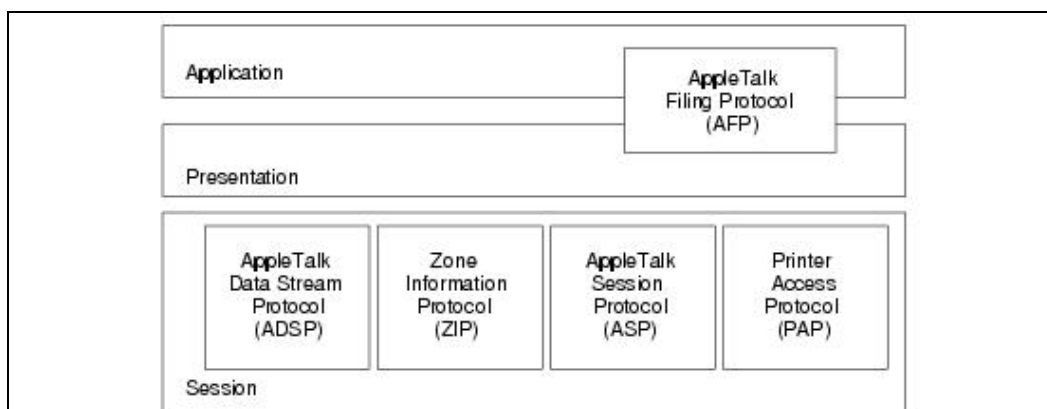 Application
AppleTalk
Filing Protocol
(AFP)
Presentation
AppleTalk
Data Stream
Protocol
(ADSP)
Zone
Information
Protocol
(ZIP)
AppleTalk
Session
Protocol
(ASP)
Printer
Access
Protocol
(PAP)
Session